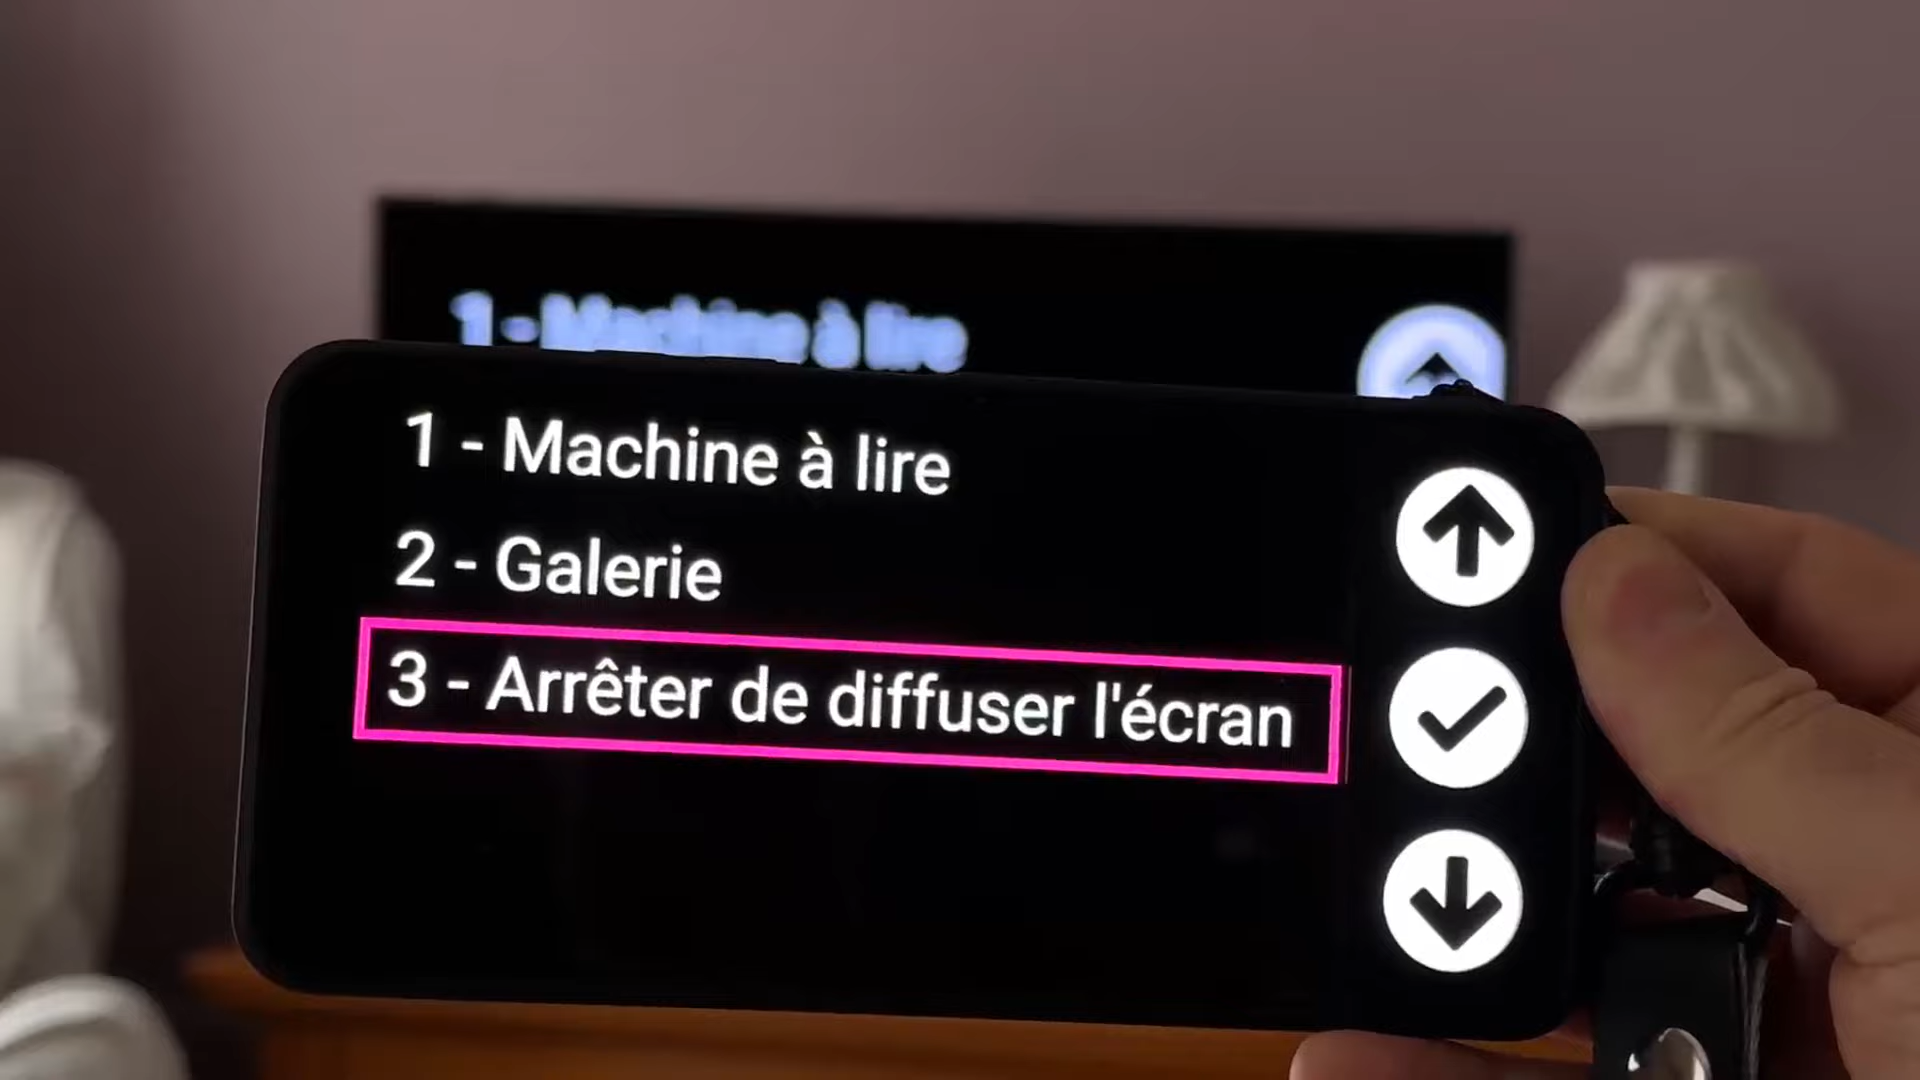 1 - Machine à lire
1 - Machine à lire
2 - Galerie
3 - Arrêter de diffuser l'écran